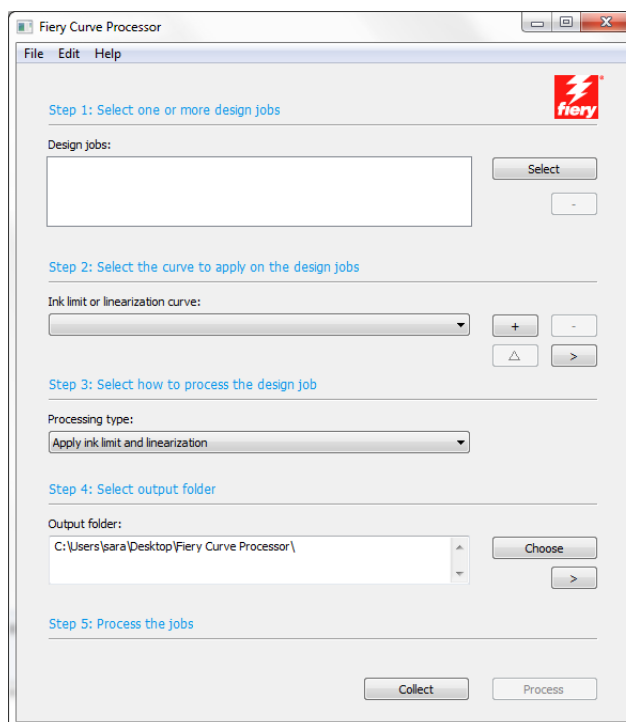 Fiery Curve Processor
File Edit Help
fiery
Step 1: Select one or more design jobs
Design jobs:
Select
-
Step 2: Select the curve to apply on the design jobs
Ink limit or linearization curve:
+ -
△ >
Step 3: Select how to process the design job
Processing type:
Apply ink limit and linearization
Step 4: Select output folder
Output folder:
C:\Users\sara\Desktop\Fiery Curve Processor\
Choose
>
Step 5: Process the jobs
Collect Process